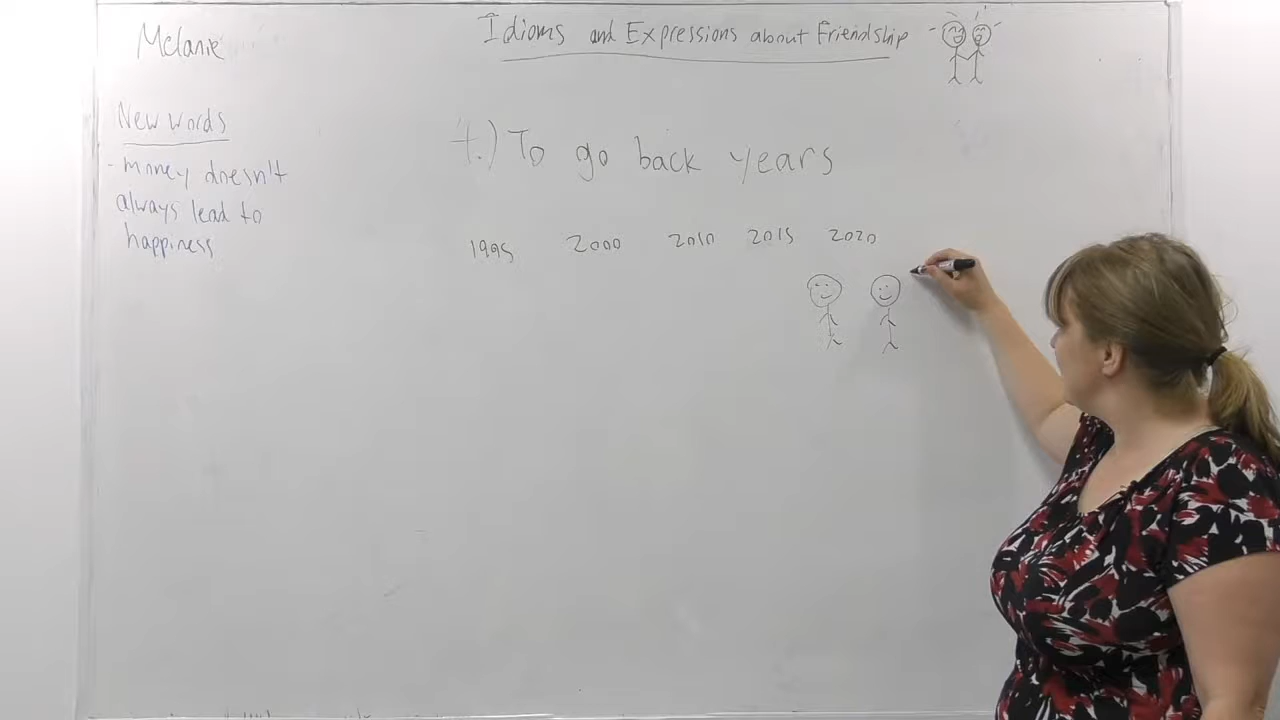 Melanie
Idioms and Expressions about Friendship
New words
- money doesn't
always lead to
happiness
4.) To go back years
1995 2000 2010 2015 2020